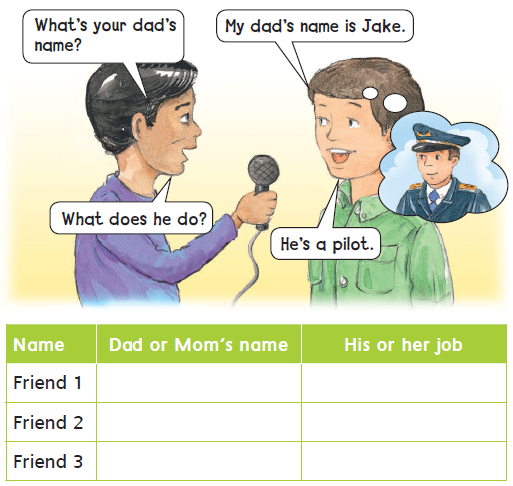 What's your dad's
name?
My dad's name is Jake.
What does he do?
He's a pilot.
Name Dad or Mom's name His or her job
Friend 1
Friend 2
Friend 3